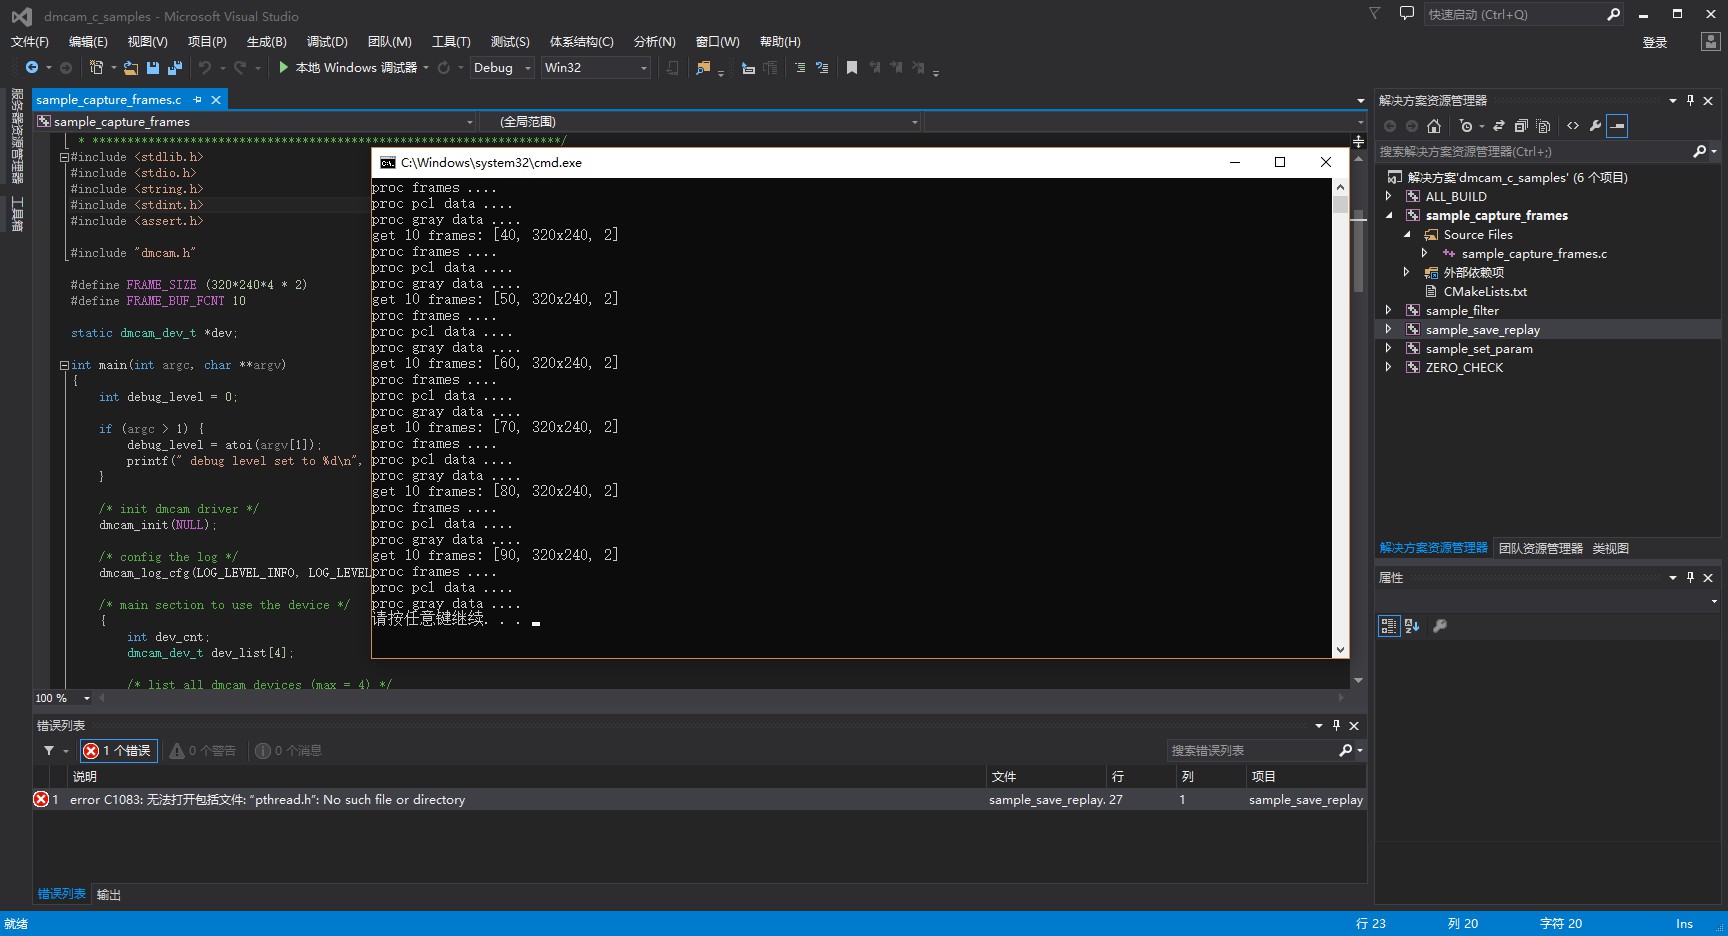 dmcam_c_samples - Microsoft Visual Studio
快速启动 (Ctrl+Q)
文件(F) 编辑(E) 视图(V) 项目(P) 生成(B) 调试(D) 团队(M) 工具(T) 测试(S) 体系结构(C) 分析(N) 窗口(W) 帮助(H)
登录
本地 Windows 调试器 Debug Win32
服务器资源管理器
工具箱
sample_capture_frames.c
sample_capture_frames
(全局范围)
#include <stdlib.h>
#include <stdio.h>
#include <string.h>
#include <stdint.h>
#include <assert.h>
#include "dmcam.h"
#define FRAME_SIZE (320*240*4 * 2)
#define FRAME_BUF_FCNT 10
static dmcam_dev_t *dev;
int main(int argc, char **argv)
{
int debug_level = 0;
if (argc > 1) {
debug_level = atoi(argv[1]);
printf(" debug level set to %d\n",
}
/* init dmcam driver */
dmcam_init(NULL);
/* config the log */
dmcam_log_cfg(LOG_LEVEL_INFO, LOG_LEVEL
/* main section to use the device */
{
int dev_cnt;
dmcam_dev_t dev_list[4];
/* list all dmcam devices (max = 4) */
100 %
C:\Windows\system32\cmd.exe
proc frames ....
proc pcl data ....
proc gray data ....
get 10 frames: [40, 320x240, 2]
proc frames ....
proc pcl data ....
proc gray data ....
get 10 frames: [50, 320x240, 2]
proc frames ....
proc pcl data ....
proc gray data ....
get 10 frames: [60, 320x240, 2]
proc frames ....
proc pcl data ....
proc gray data ....
get 10 frames: [70, 320x240, 2]
proc frames ....
proc pcl data ....
proc gray data ....
get 10 frames: [80, 320x240, 2]
proc frames ....
proc pcl data ....
proc gray data ....
get 10 frames: [90, 320x240, 2]
proc frames ....
proc pcl data ....
proc gray data ....
请按任意键继续. . .
解决方案资源管理器
搜索解决方案资源管理器(Ctrl+;)
解决方案'dmcam_c_samples' (6 个项目)
ALL_BUILD
sample_capture_frames
Source Files
sample_capture_frames.c
外部依赖项
CMakeLists.txt
sample_filter
sample_save_replay
sample_set_param
ZERO_CHECK
解决方案资源管理器 团队资源管理器 类视图
属性
错误列表
1 个错误 0 个警告 0 个消息
搜索错误列表
说明 文件 行 列 项目
1 error C1083: 无法打开包括文件: “pthread.h”: No such file or directory sample_save_replay. 27 1 sample_save_replay
错误列表 输出
就绪 行 23 列 20 字符 20 Ins